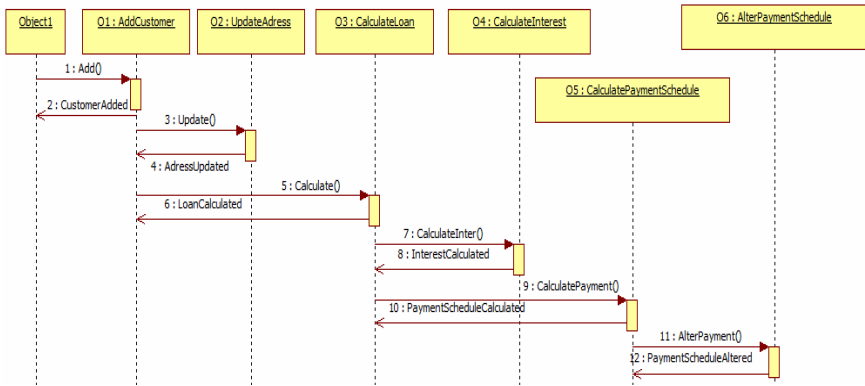 Object1
O1 : AddCustomer
O2 : UpdateAdress
O3 : CalculateLoan
O4 : CalculateInterest
O6 : AlterPaymentSchedule
O5 : CalculatePaymentSchedule
1 : Add()
2 : CustomerAdded
3 : Update()
4 : AdressUpdated
5 : Calculate()
6 : LoanCalculated
7 : CalculateInter()
8 : InterestCalculated
9 : CalculatePayment()
10 : PaymentScheduleCalculated
11 : AlterPayment()
12 : PaymentScheduleAltered